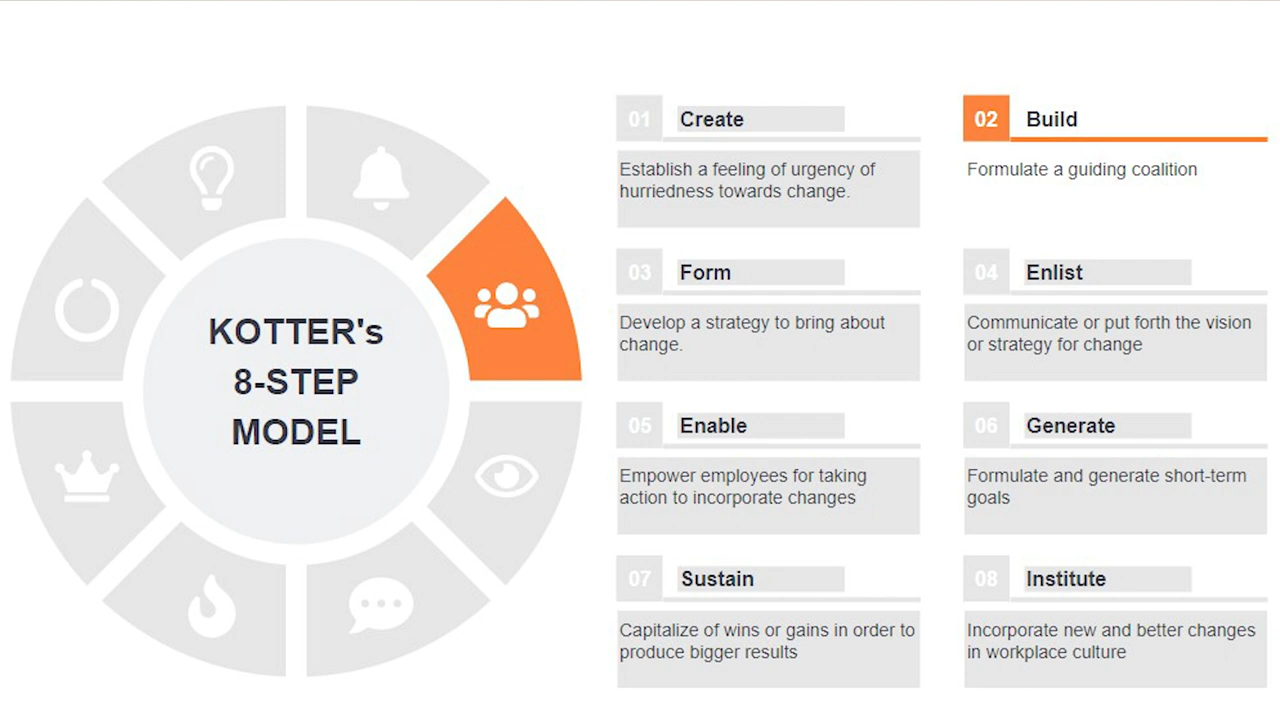 KOTTER's
8-STEP
MODEL
01 Create
Establish a feeling of urgency of
hurriedness towards change.
02 Build
Formulate a guiding coalition
03 Form
Develop a strategy to bring about
change.
04 Enlist
Communicate or put forth the vision
or strategy for change
05 Enable
Empower employees for taking
action to incorporate changes
06 Generate
Formulate and generate short-term
goals
07 Sustain
Capitalize of wins or gains in order to
produce bigger results
08 Institute
Incorporate new and better changes
in workplace culture